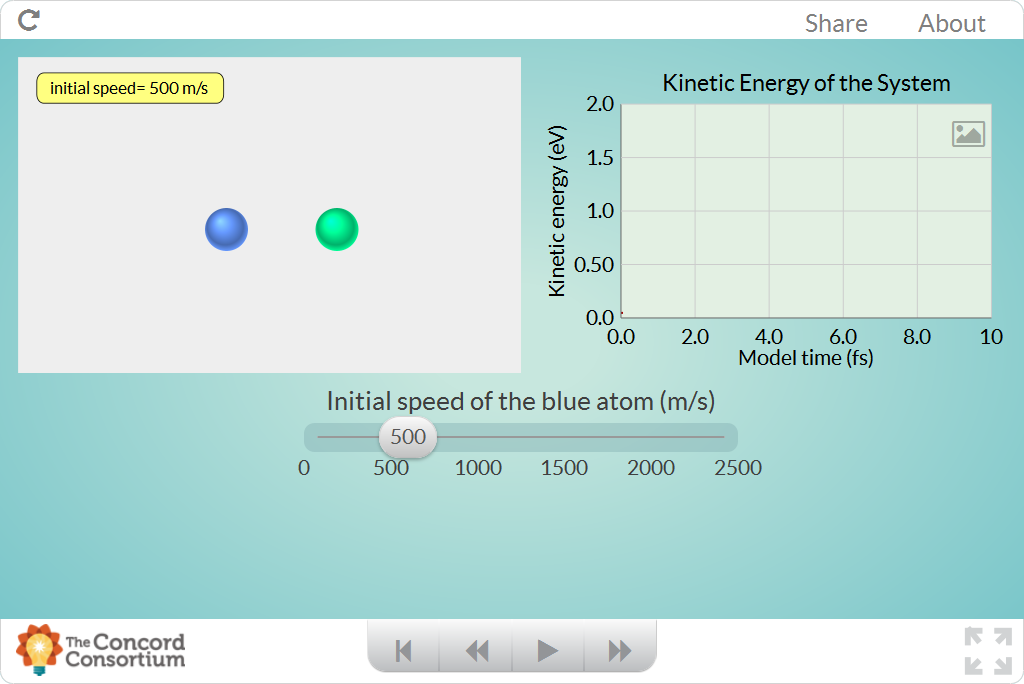 Share About
initial speed= 500 m/s
Kinetic Energy of the System
Kinetic energy (eV)
2.0
1.5
1.0
0.50
0.0
0.0 2.0 4.0 6.0 8.0 10
Model time (fs)
Initial speed of the blue atom (m/s)
500
0 500 1000 1500 2000 2500
The Concord
Consortium